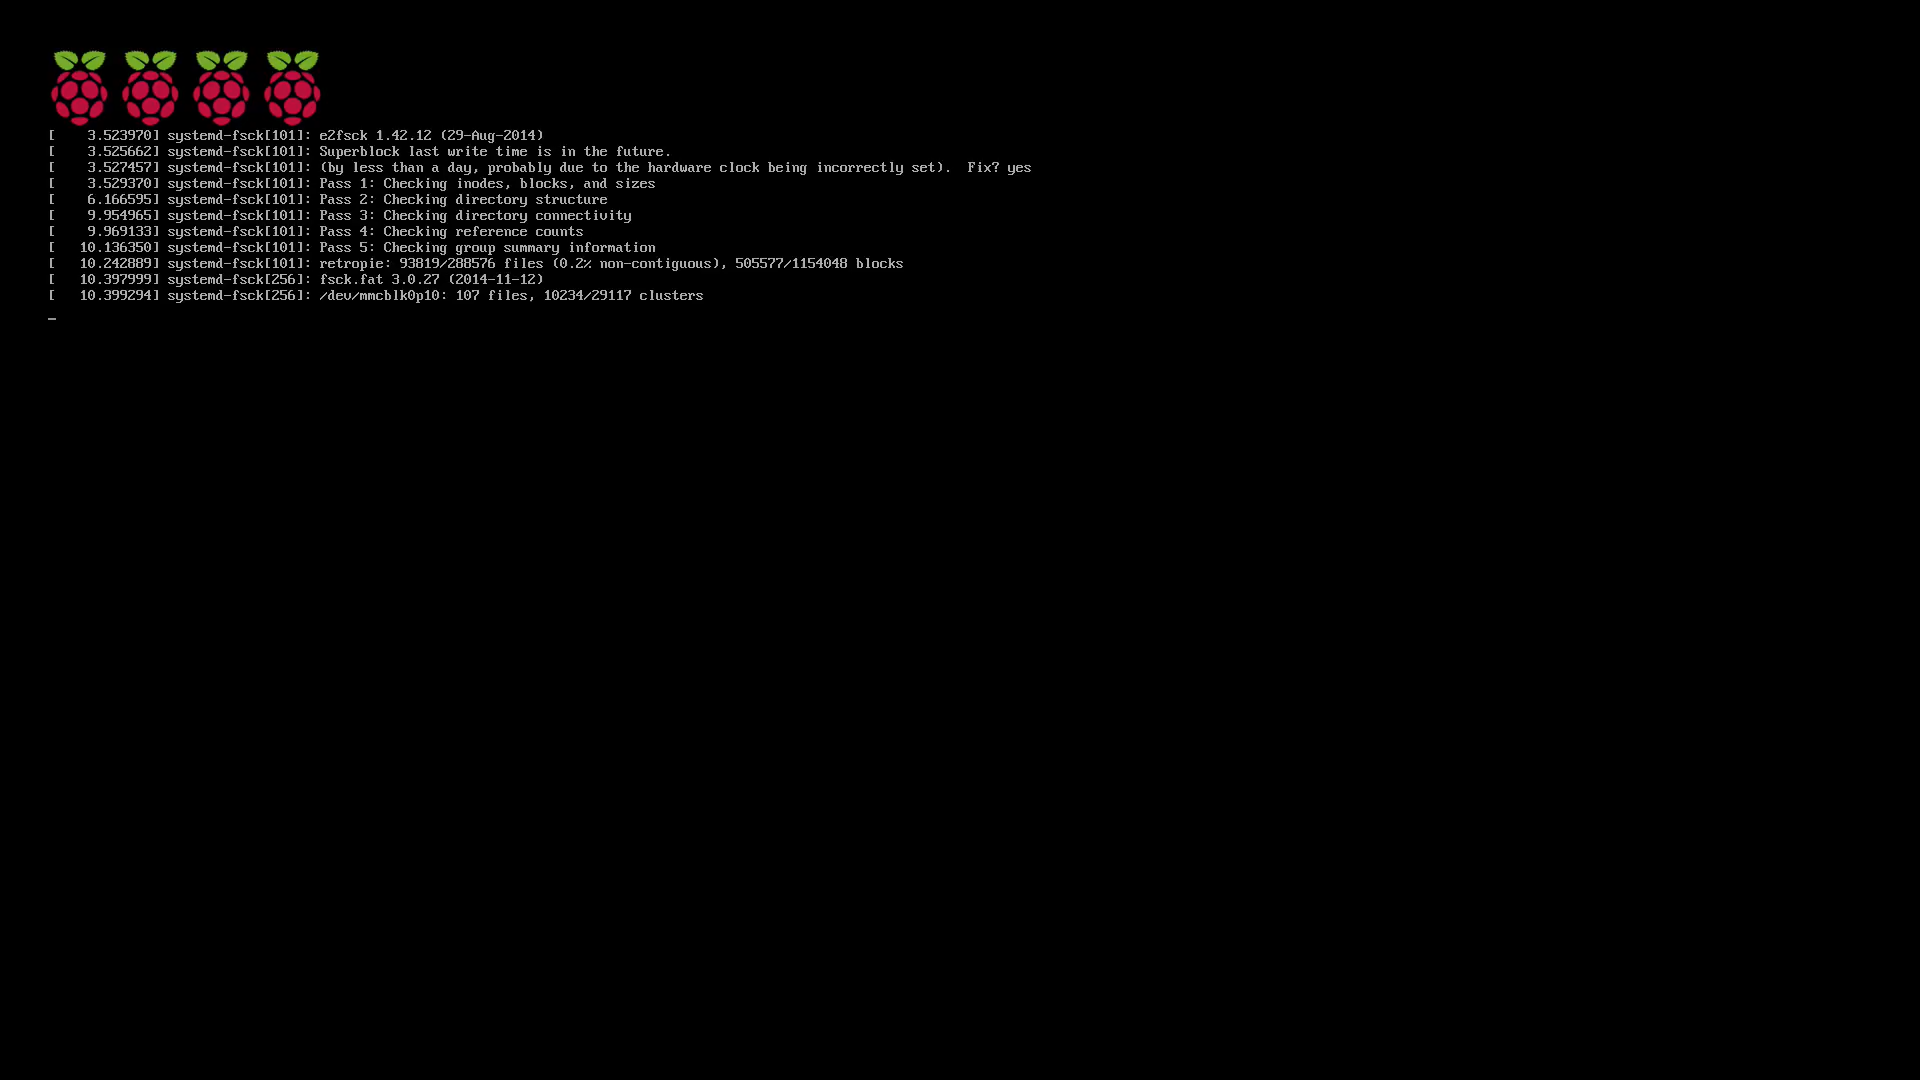 [    3.523970] systemd-fsck[101]: e2fsck 1.42.12 (29-Aug-2014)
[    3.525662] systemd-fsck[101]: Superblock last write time is in the future.
[    3.527457] systemd-fsck[101]: (by less than a day, probably due to the hardware clock being incorrectly set).  Fix? yes
[    3.529370] systemd-fsck[101]: Pass 1: Checking inodes, blocks, and sizes
[    6.166595] systemd-fsck[101]: Pass 2: Checking directory structure
[    9.954965] systemd-fsck[101]: Pass 3: Checking directory connectivity
[    9.969133] systemd-fsck[101]: Pass 4: Checking reference counts
[   10.136350] systemd-fsck[101]: Pass 5: Checking group summary information
[   10.242889] systemd-fsck[101]: retropie: 93819/288576 files (0.2% non-contiguous), 505577/1154048 blocks
[   10.397999] systemd-fsck[256]: fsck.fat 3.0.27 (2014-11-12)
[   10.399294] systemd-fsck[256]: /dev/mmcblk0p10: 107 files, 10234/29117 clusters
_